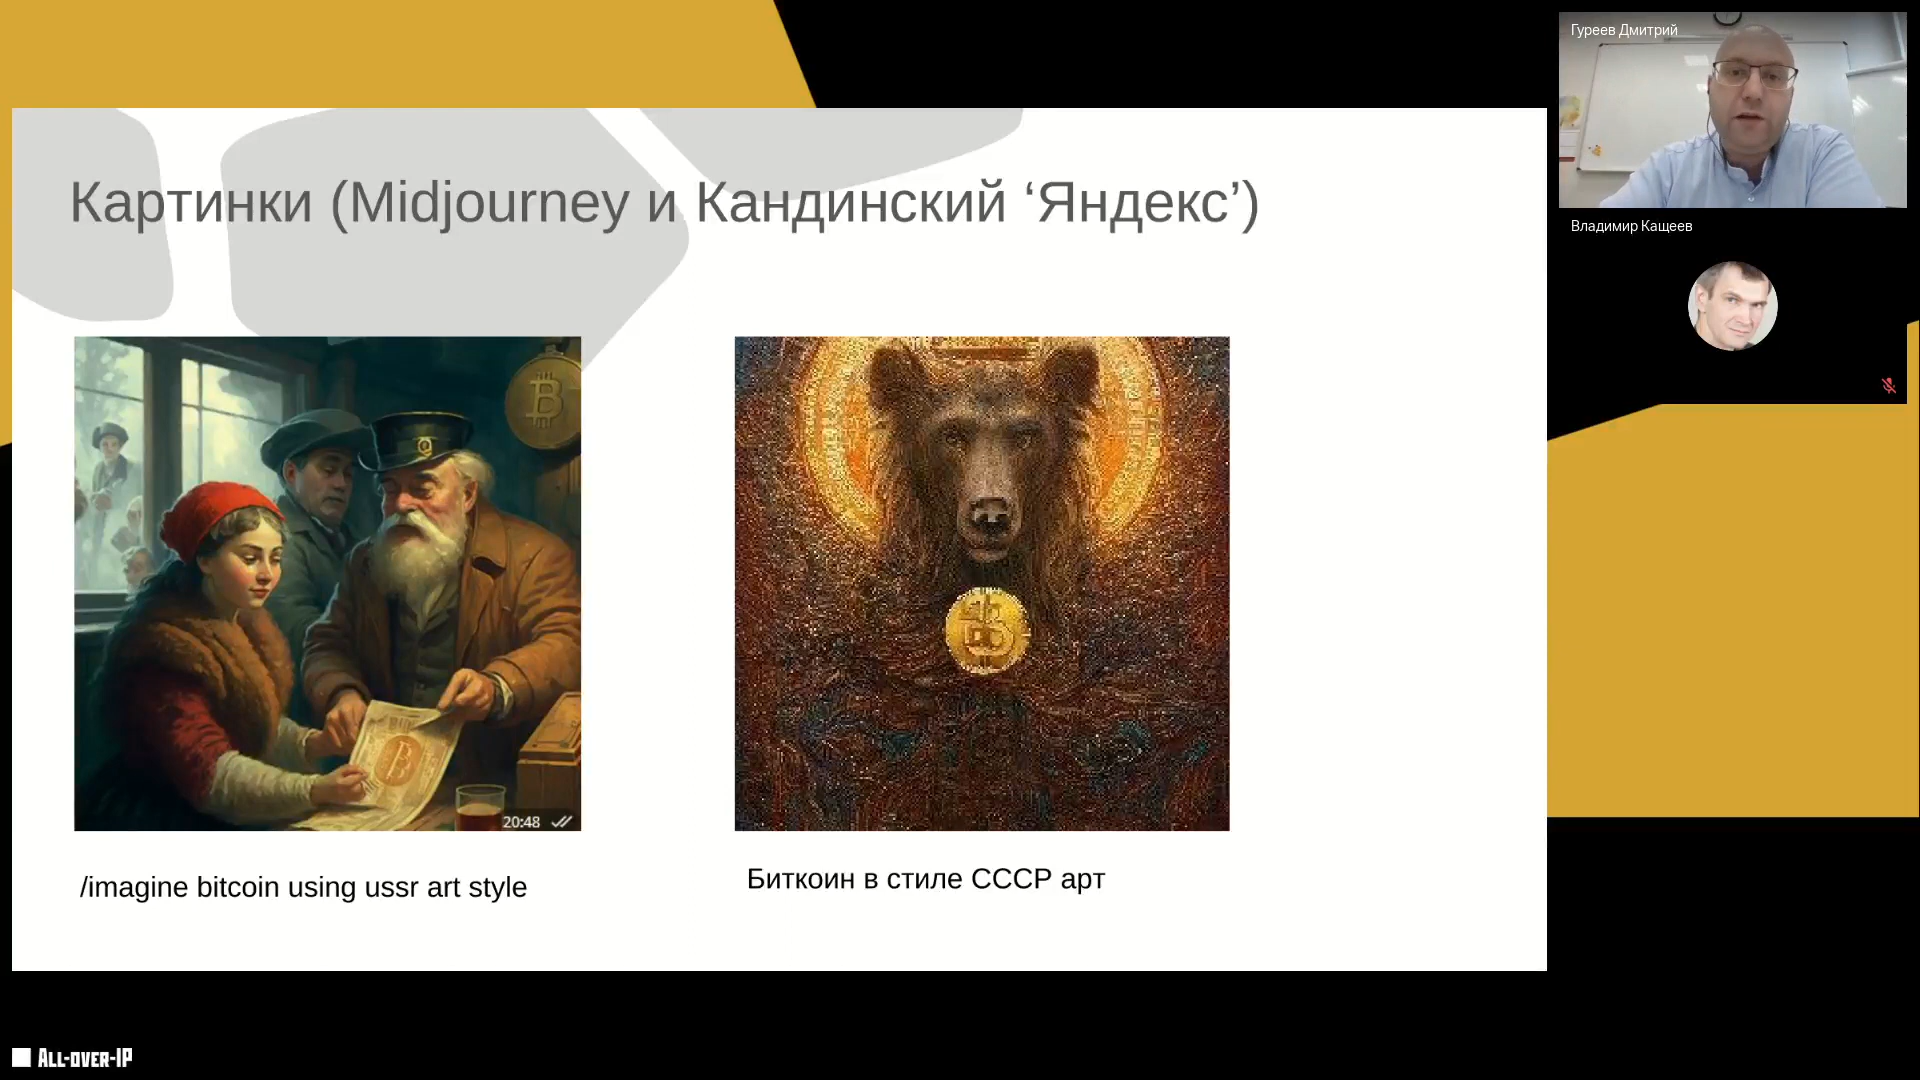 Гуреев Дмитрий
Владимир Кащеев
Картинки (Midjourney и Кандинский ‘Яндекс’)
20:48
/imagine bitcoin using ussr art style
Биткоин в стиле СССР арт
ALL-OVER-IP